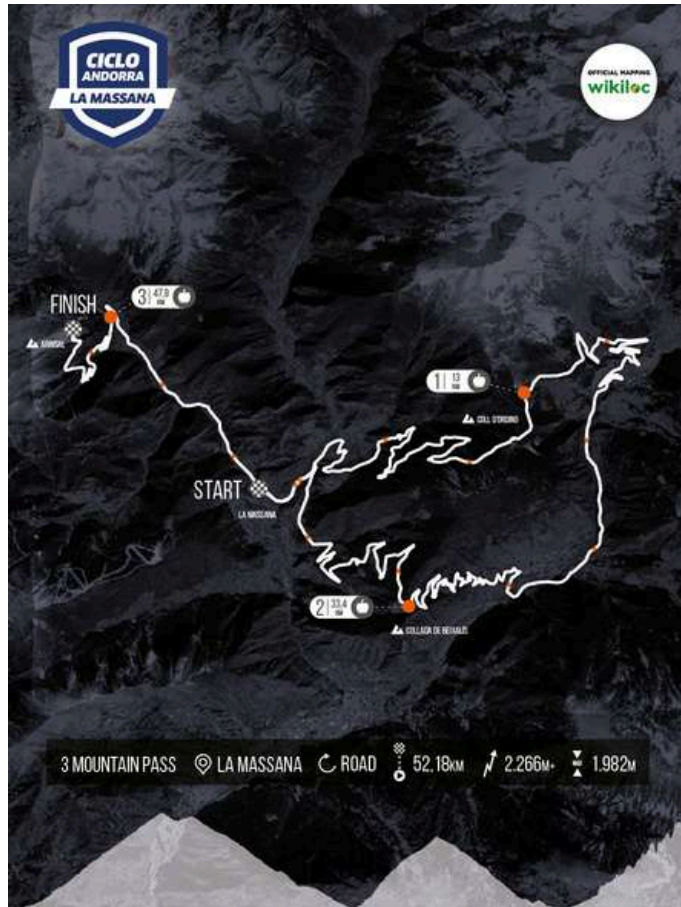 CICLO
ANDORRA
LA MASSANA
OFFICIAL MAPPING
wikiloc
FINISH
3 47,9 KM
ARINSAL
1 13 KM
COLL D'ORDINO
START
LA MASSANA
2 33,4 KM
COLLADA DE BEIXALÍS
3 MOUNTAIN PASS LA MASSANA ROAD 52,18KM 2.266M+ 1.982M